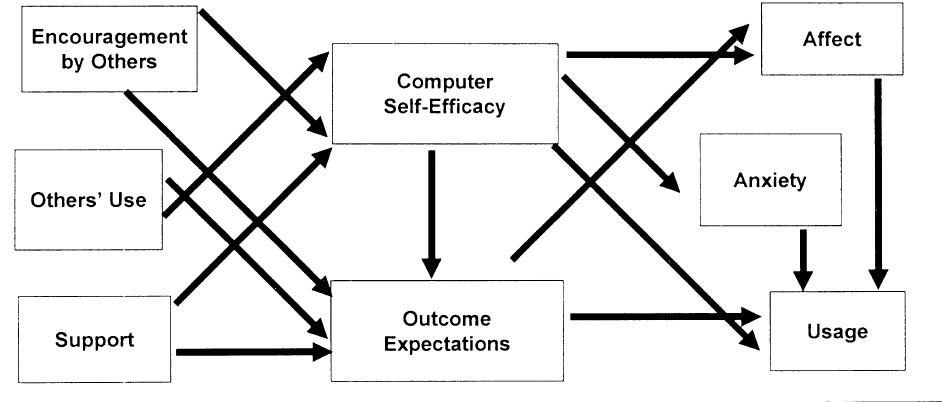 Encouragement
by Others
Others' Use
Support
Computer
Self-Efficacy
Outcome
Expectations
Affect
Anxiety
Usage